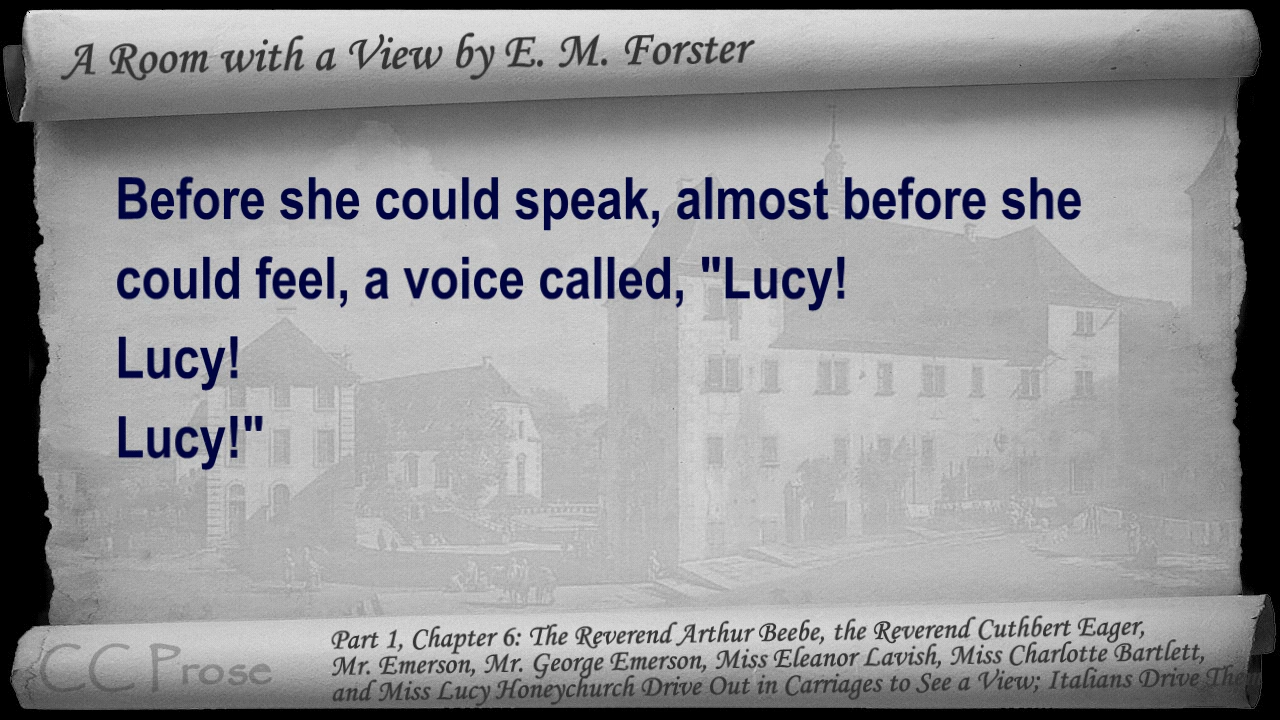 A Room with a View by E. M. Forster
Before she could speak, almost before she
could feel, a voice called, "Lucy!
Lucy!
Lucy!"
CC Prose
Part 1, Chapter 6: The Reverend Arthur Beebe, the Reverend Cuthbert Eager,
Mr. Emerson, Mr. George Emerson, Miss Eleanor Lavish, Miss Charlotte Bartlett,
and Miss Lucy Honeychurch Drive Out in Carriages to See a View; Italians Drive